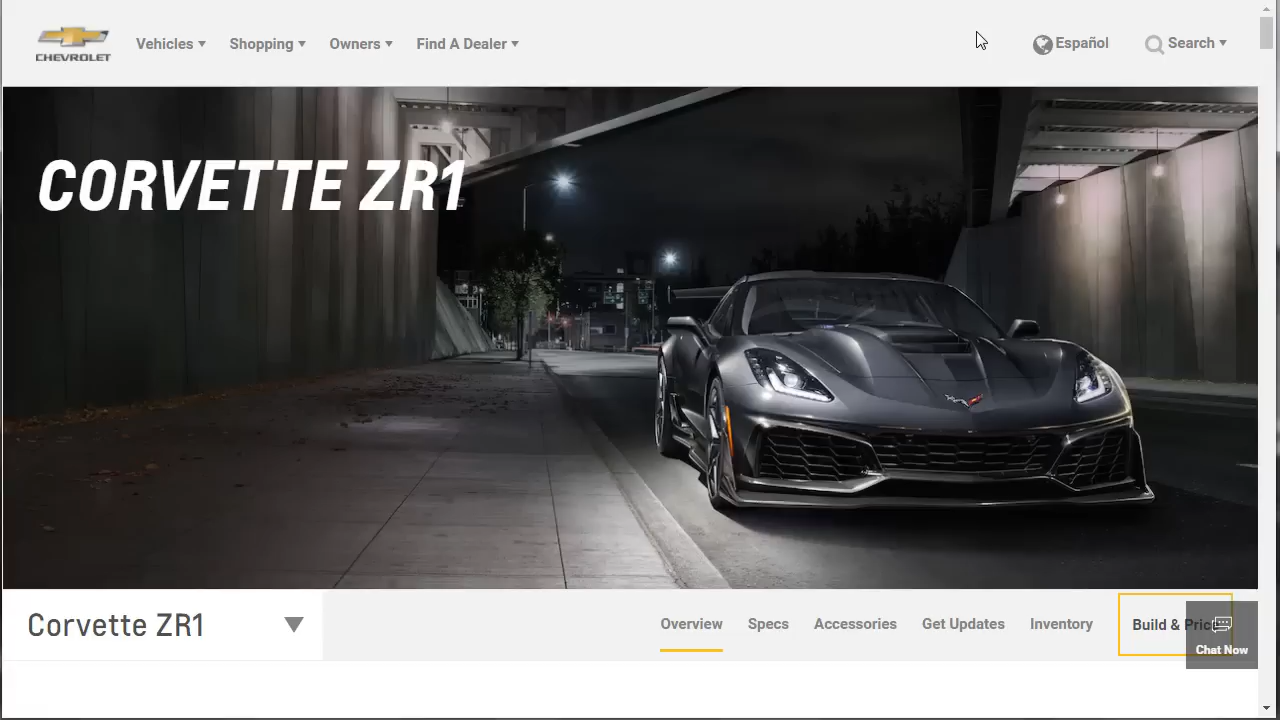 CHEVROLET
Vehicles
Shopping
Owners
Find A Dealer
Español
Search
CORVETTE ZR1
Corvette ZR1
Overview
Specs
Accessories
Get Updates
Inventory
Build & Price
Chat Now